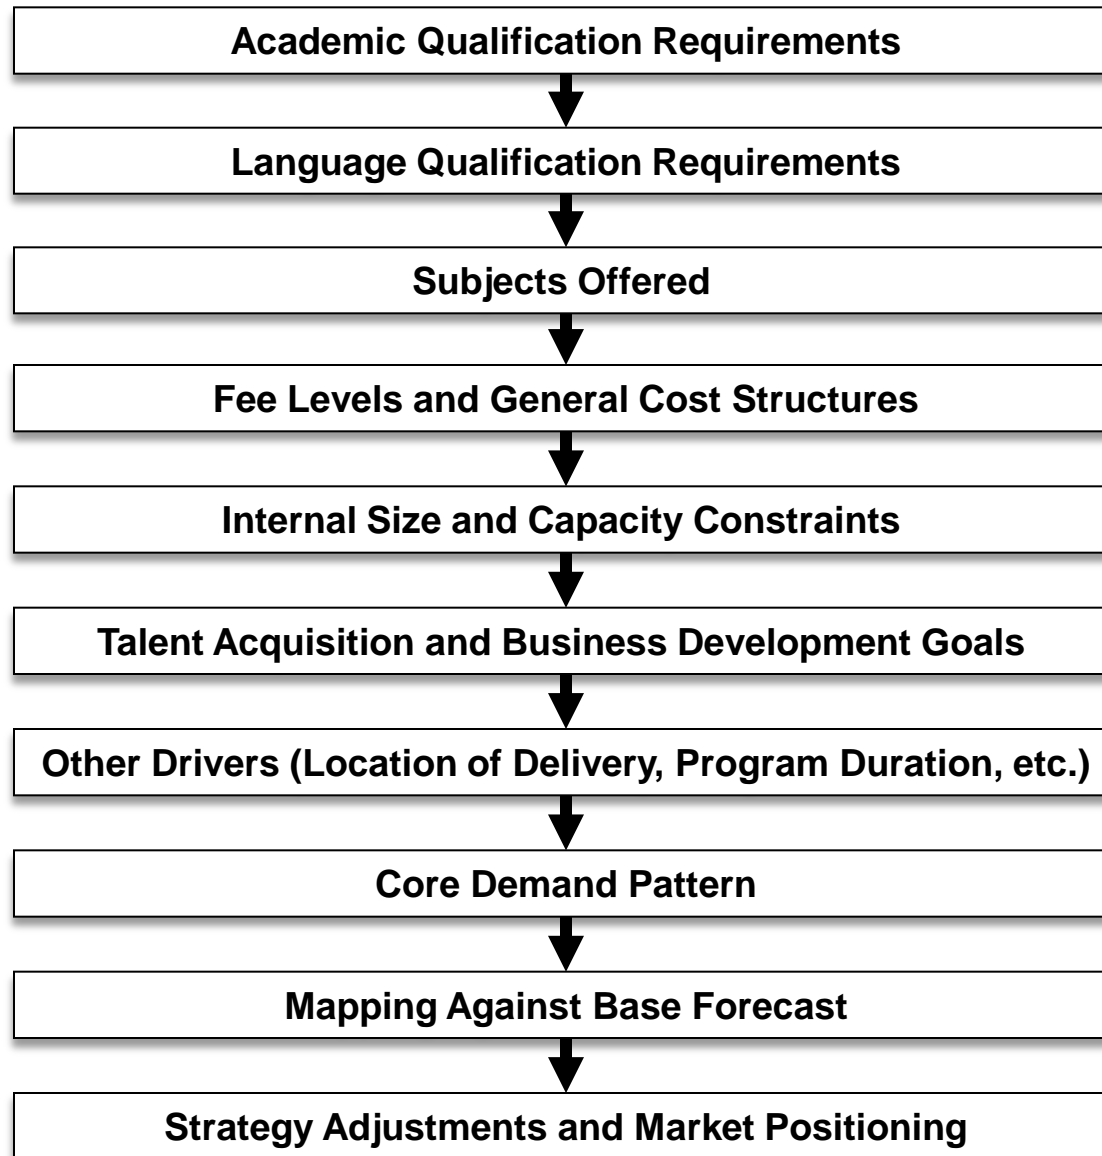 Academic Qualification Requirements
Language Qualification Requirements
Subjects Offered
Fee Levels and General Cost Structures
Internal Size and Capacity Constraints
Talent Acquisition and Business Development Goals
Other Drivers (Location of Delivery, Program Duration, etc.)
Core Demand Pattern
Mapping Against Base Forecast
Strategy Adjustments and Market Positioning